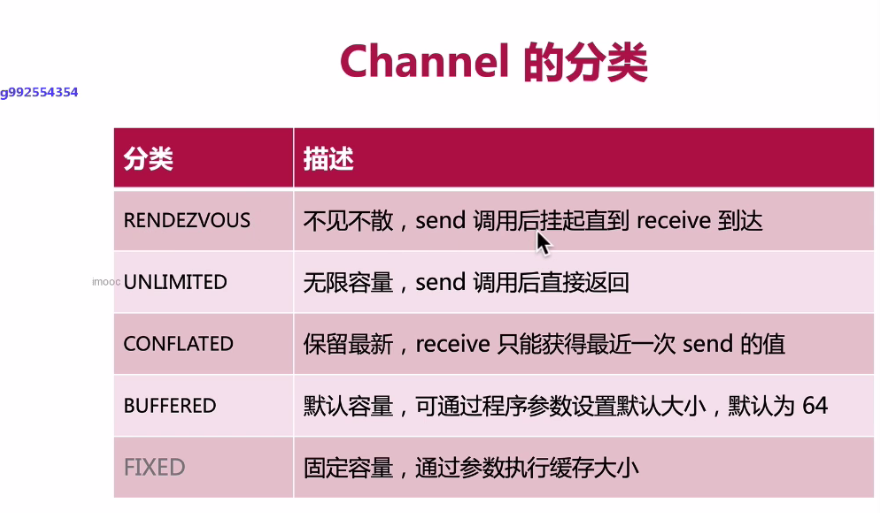 Channel 的分类
g992554354
分类 描述
RENDEZVOUS 不见不散，send 调用后挂起直到 receive 到达
imooc
UNLIMITED 无限容量，send 调用后直接返回
CONFLATED 保留最新，receive 只能获得最近一次 send 的值
BUFFERED 默认容量，可通过程序参数设置默认大小，默认为 64
FIXED 固定容量，通过参数执行缓存大小